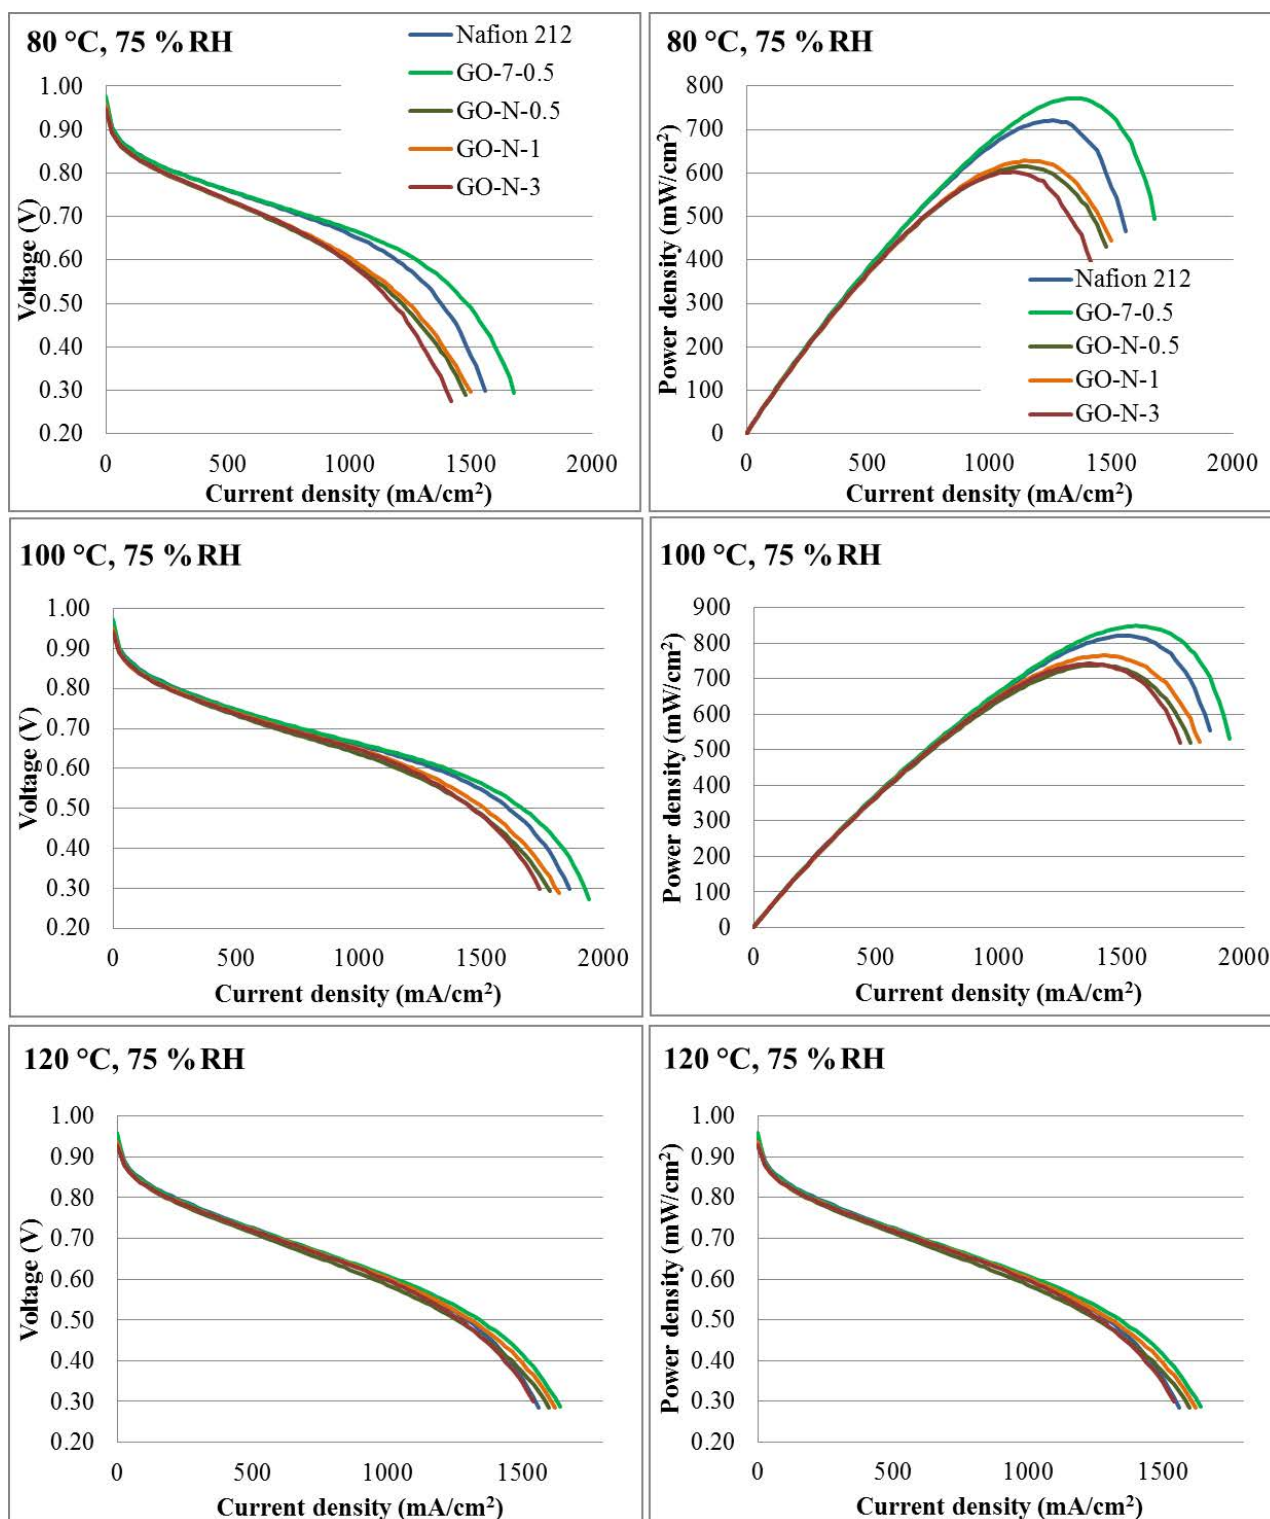 80 °C, 75 % RH
Nafion 212
GO-7-0.5
GO-N-0.5
GO-N-1
GO-N-3
1.00
0.90
0.80
0.70
0.60
0.50
0.40
0.30
0.20
Voltage (V)
0 500 1000 1500 2000
Current density (mA/cm²)
80 °C, 75 % RH
800
700
600
500
400
300
200
100
0
Power density (mW/cm²)
Nafion 212
GO-7-0.5
GO-N-0.5
GO-N-1
GO-N-3
0 500 1000 1500 2000
Current density (mA/cm²)
100 °C, 75 % RH
1.00
0.90
0.80
0.70
0.60
0.50
0.40
0.30
0.20
Voltage (V)
0 500 1000 1500 2000
Current density (mA/cm²)
100 °C, 75 % RH
900
800
700
600
500
400
300
200
100
0
Power density (mW/cm²)
0 500 1000 1500 2000
Current density (mA/cm²)
120 °C, 75 % RH
1.00
0.90
0.80
0.70
0.60
0.50
0.40
0.30
0.20
Voltage (V)
0 500 1000 1500
Current density (mA/cm²)
120 °C, 75 % RH
1.00
0.90
0.80
0.70
0.60
0.50
0.40
0.30
0.20
Power density (mW/cm²)
0 500 1000 1500
Current density (mA/cm²)